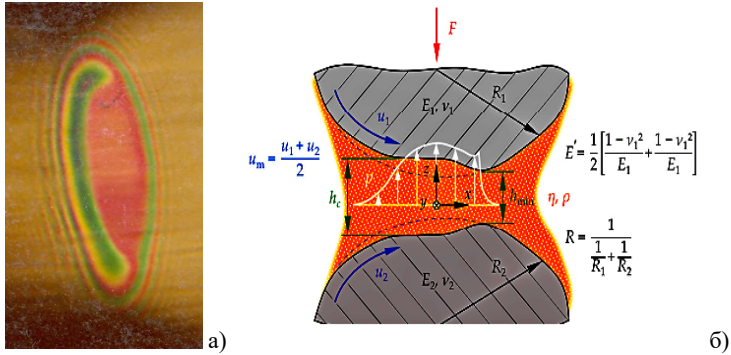 F
R1
E1, ν1
u1
um = u1 + u2 / 2
E' = 1/2 [1 − ν1² / E1 + 1 − ν1² / E1]
p
z
hc
hmin
y
x
η, ρ
R = 1 / 1/R1 + 1/R2
u2
E2, ν2
R2
а)
б)